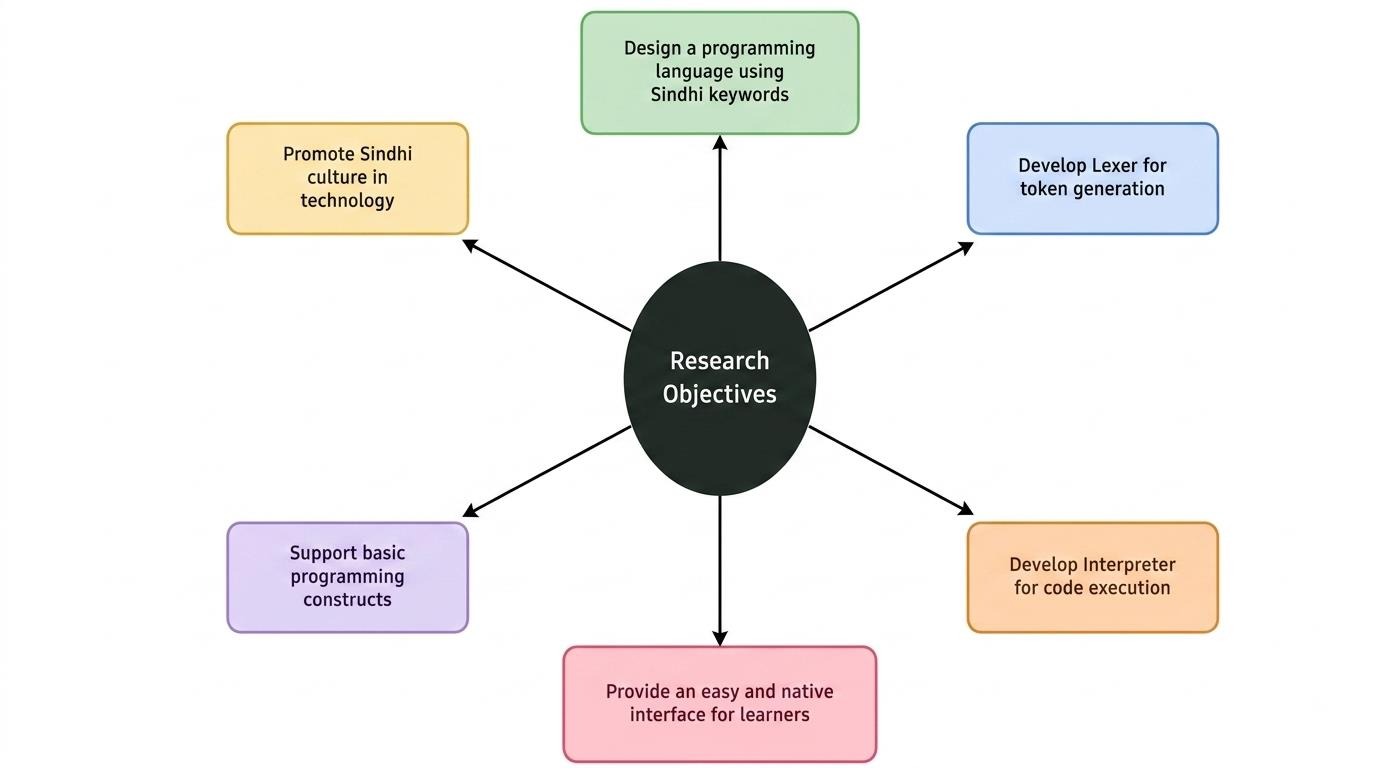 Design a programming
language using
Sindhi keywords
Promote Sindhi
culture in
technology
Develop Lexer for
token generation
Research
Objectives
Support basic
programming
constructs
Develop Interpreter
for code execution
Provide an easy and native
interface for learners